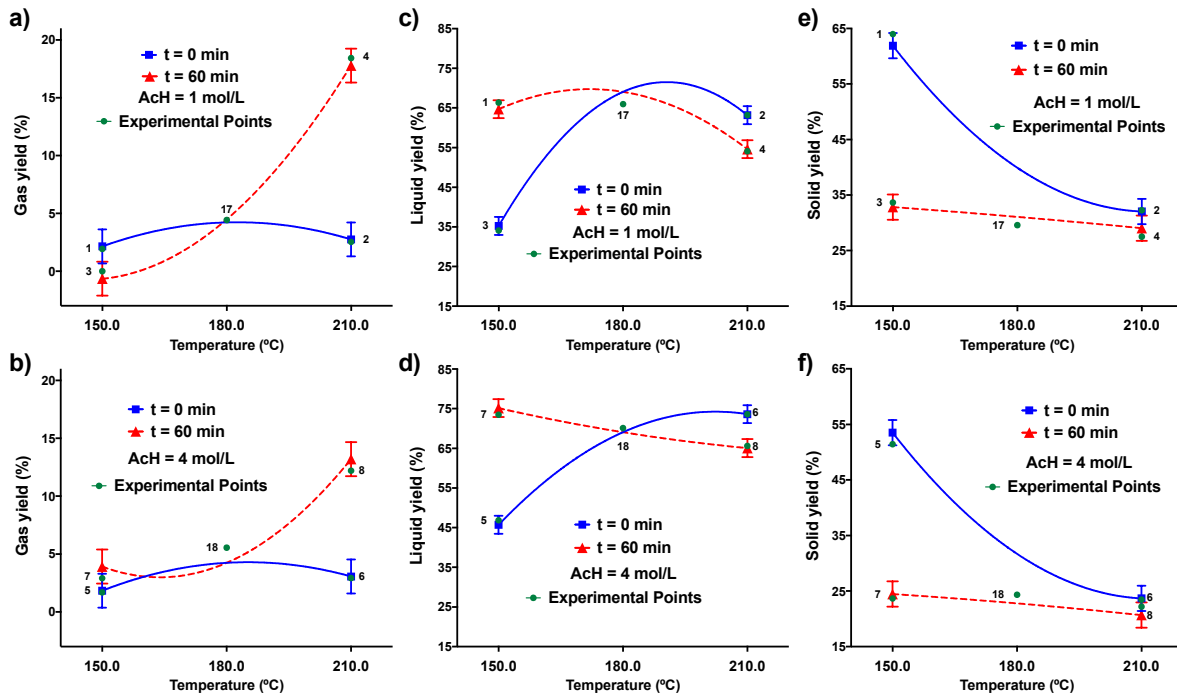 a)
Gas yield (%)
20
15
10
5
0
t = 0 min
t = 60 min
AcH = 1 mol/L
Experimental Points
1
3
17
2
4
150.0
180.0
210.0
Temperature (ºC)
c)
Liquid yield (%)
85
75
65
55
45
35
25
15
t = 0 min
t = 60 min
AcH = 1 mol/L
Experimental Points
1
3
17
2
4
150.0
180.0
210.0
Temperature (ºC)
e)
Solid yield (%)
65
55
45
35
25
15
t = 0 min
t = 60 min
AcH = 1 mol/L
Experimental Points
1
3
17
2
4
150.0
180.0
210.0
Temperature (ºC)
b)
Gas yield (%)
20
15
10
5
0
t = 0 min
t = 60 min
AcH = 4 mol/L
Experimental Points
7
5
18
8
6
150.0
180.0
210.0
Temperature (ºC)
d)
Liquid yield (%)
85
75
65
55
45
35
25
15
7
5
18
6
8
t = 0 min
t = 60 min
AcH = 4 mol/L
Experimental Points
150.0
180.0
210.0
Temperature (ºC)
f)
Solid yield (%)
65
55
45
35
25
15
t = 0 min
t = 60 min
AcH = 4 mol/L
Experimental Points
5
7
18
6
8
150.0
180.0
210.0
Temperature (ºC)